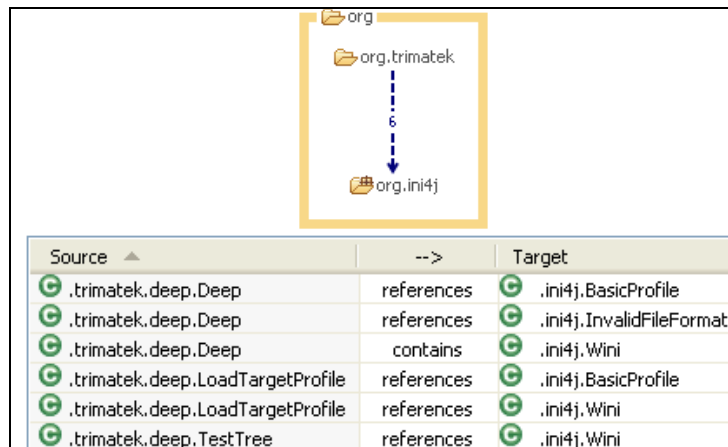 org
org.trimatek
6
org.ini4j
Source --> Target
.trimatek.deep.Deep references .ini4j.BasicProfile
.trimatek.deep.Deep references .ini4j.InvalidFileFormat
.trimatek.deep.Deep contains .ini4j.Wini
.trimatek.deep.LoadTargetProfile references .ini4j.BasicProfile
.trimatek.deep.LoadTargetProfile references .ini4j.Wini
.trimatek.deep.TestTree references .ini4j.Wini